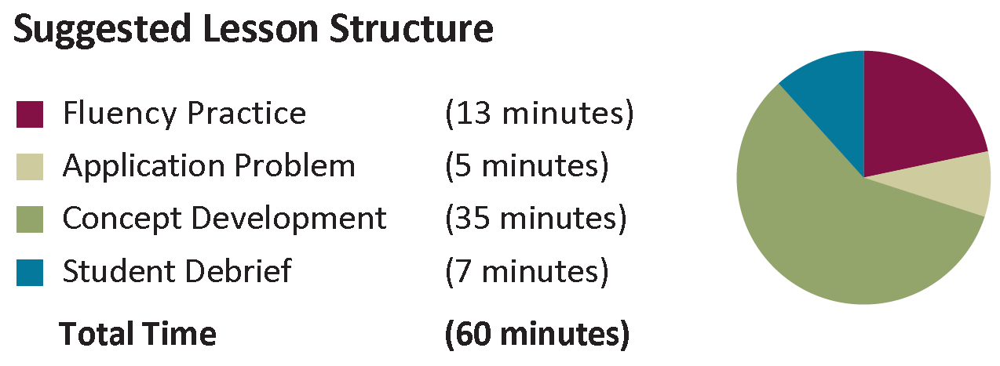 Suggested Lesson Structure
Fluency Practice (13 minutes)
Application Problem (5 minutes)
Concept Development (35 minutes)
Student Debrief (7 minutes)
Total Time (60 minutes)